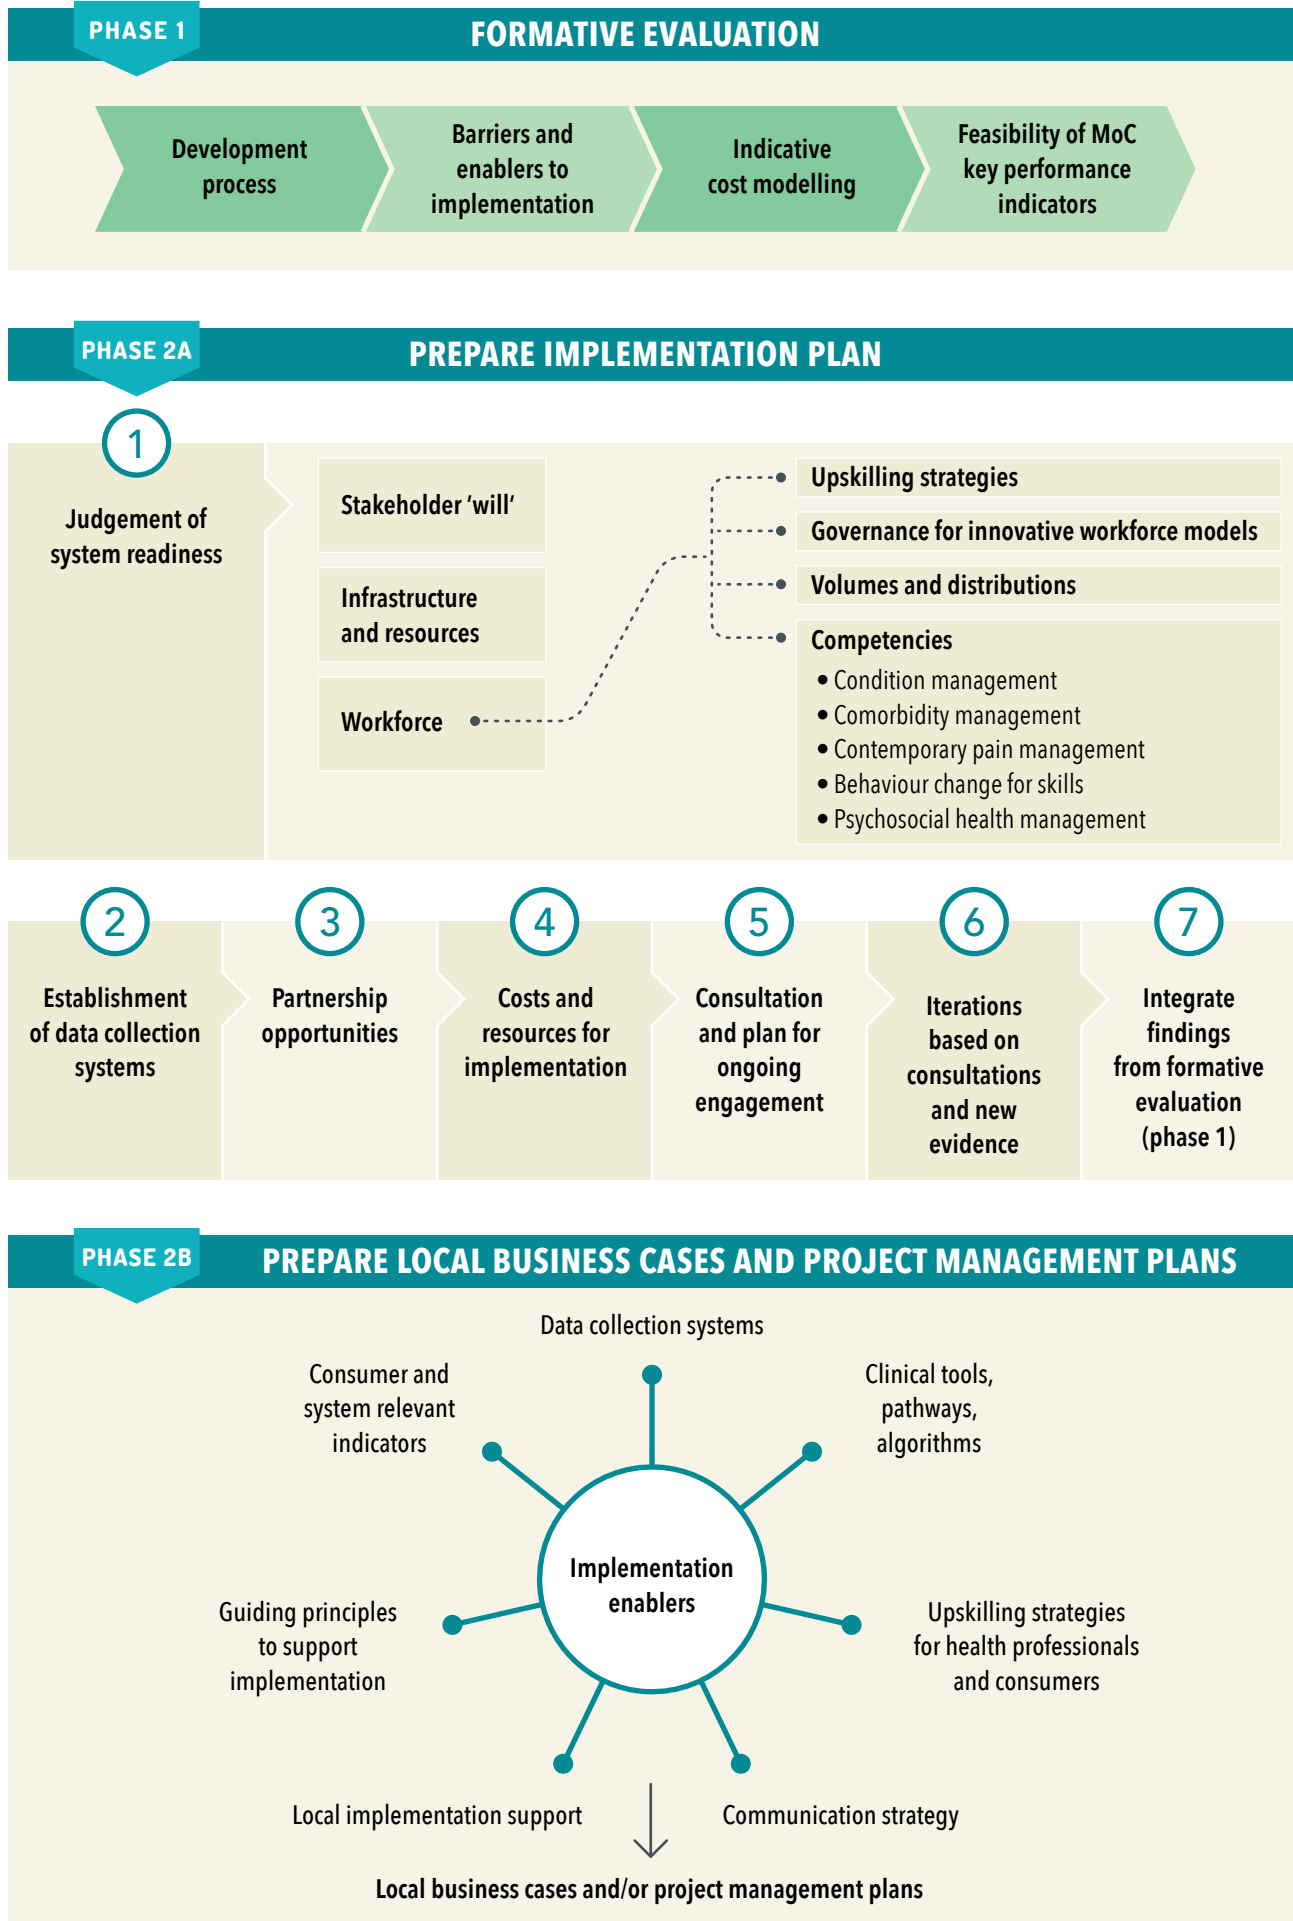 PHASE 1
FORMATIVE EVALUATION
Development
process
Barriers and
enablers to
implementation
Indicative
cost modelling
Feasibility of MoC
key performance
indicators
PHASE 2A
PREPARE IMPLEMENTATION PLAN
1
Judgement of
system readiness
Stakeholder ‘will’
Infrastructure
and resources
Workforce
Upskilling strategies
Governance for innovative workforce models
Volumes and distributions
Competencies
• Condition management
• Comorbidity management
• Contemporary pain management
• Behaviour change for skills
• Psychosocial health management
2
Establishment
of data collection
systems
3
Partnership
opportunities
4
Costs and
resources for
implementation
5
Consultation
and plan for
ongoing
engagement
6
Iterations
based on
consultations
and new
evidence
7
Integrate
findings
from formative
evaluation
(phase 1)
PHASE 2B
PREPARE LOCAL BUSINESS CASES AND PROJECT MANAGEMENT PLANS
Data collection systems
Consumer and
system relevant
indicators
Clinical tools,
pathways,
algorithms
Implementation
enablers
Guiding principles
to support
implementation
Upskilling strategies
for health professionals
and consumers
Local implementation support
Communication strategy
Local business cases and/or project management plans